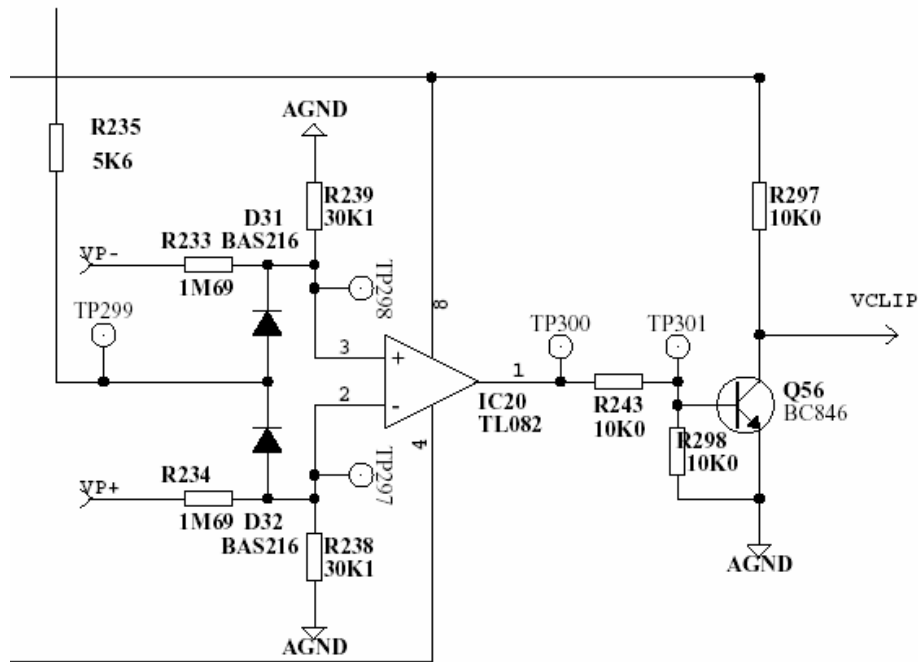 AGND
R235
5K6
R239
30K1
R297
10K0
D31
BAS216
R233
VP-
1M69
TP298
8
VCLIP
TP299
TP300
TP301
3
+
1
2
-
IC20
TL082
R243
10K0
Q56
BC846
4
R298
10K0
R234
VP+
TP297
1M69
D32
BAS216
R238
30K1
AGND
AGND